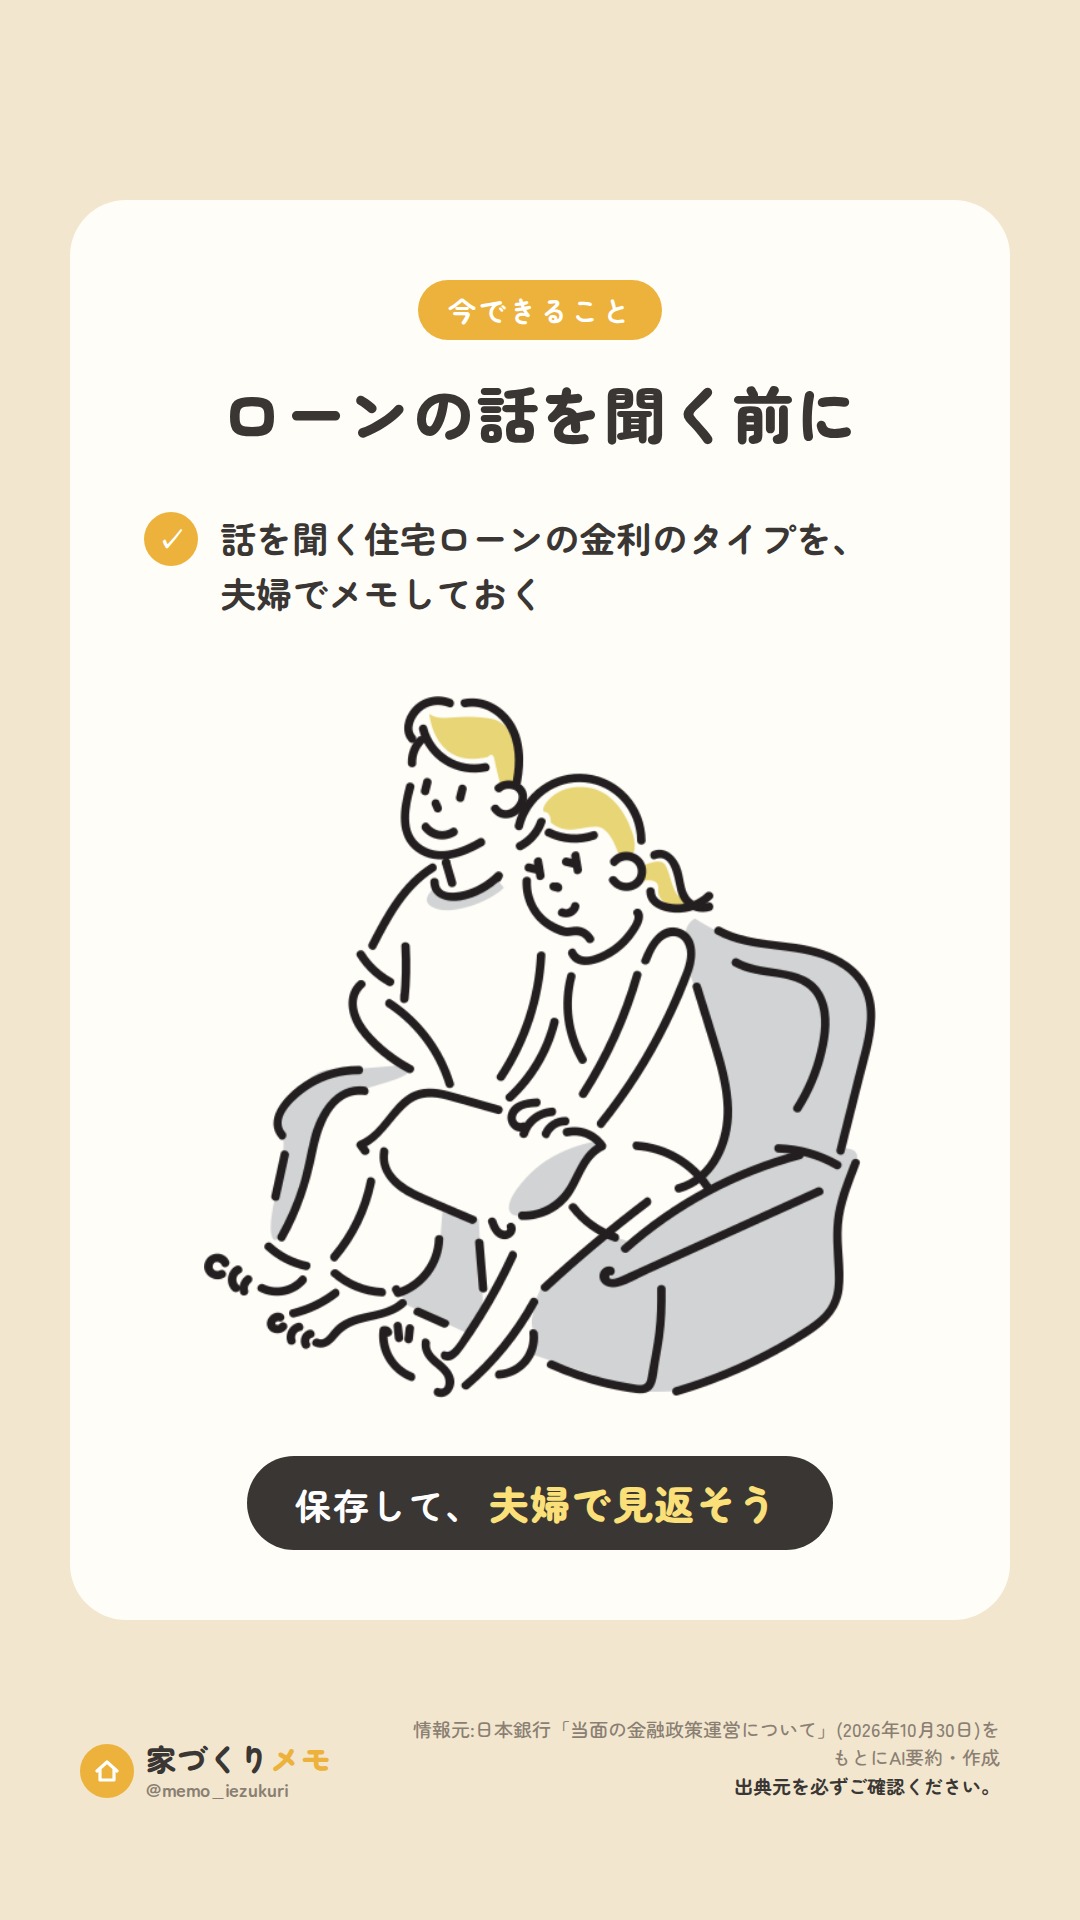 今できること
ローンの話を聞く前に
✓ 話を聞く住宅ローンの金利のタイプを、
夫婦でメモしておく
保存して、夫婦で見返そう
情報元:日本銀行「当面の金融政策運営について」(2026年10月30日)を
もとにAI要約・作成
出典元を必ずご確認ください。
家づくりメモ
@memo_iezukuri